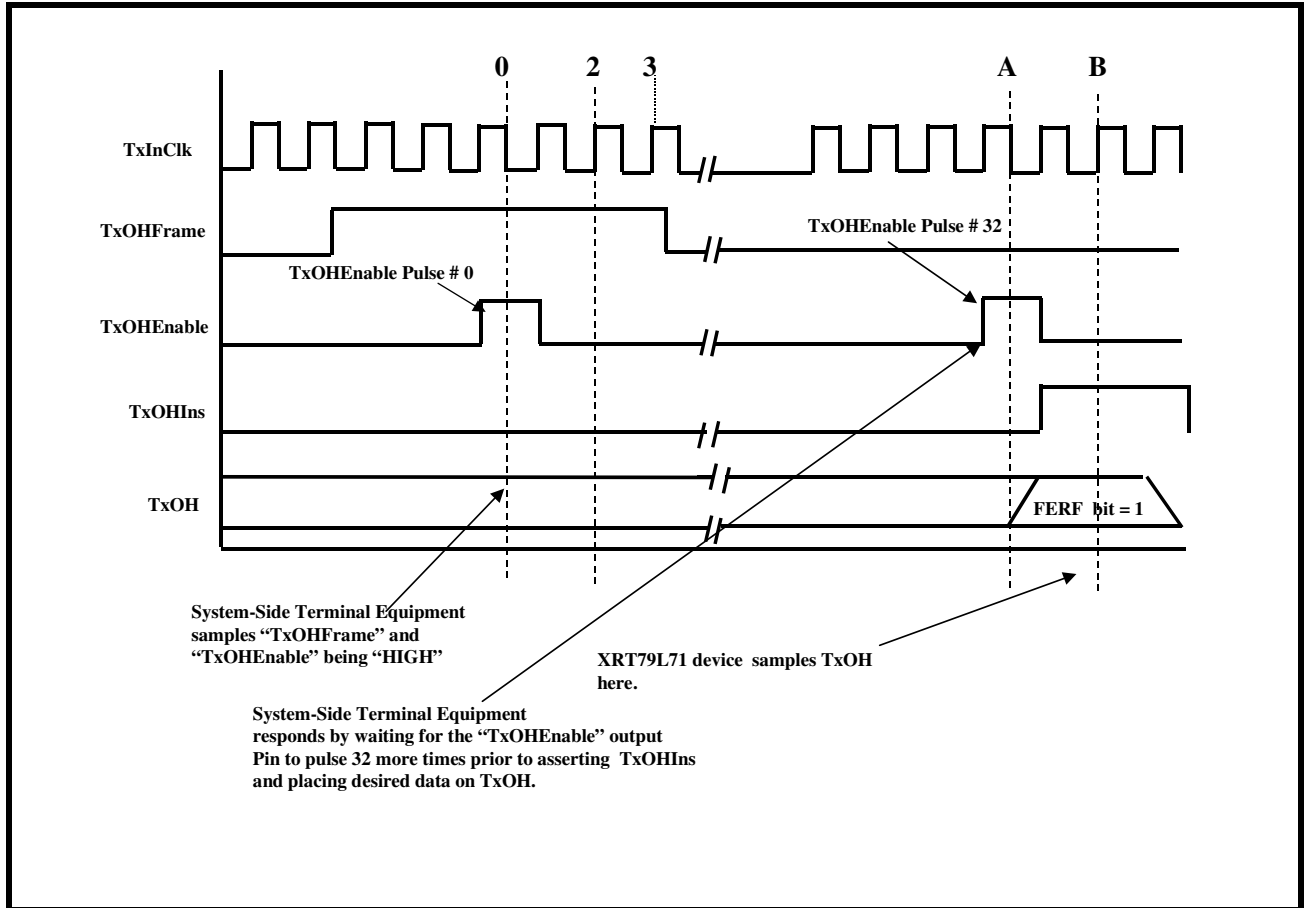 0 2 3 A B
TxInClk
TxOHFrame
TxOHEnable Pulse # 32
TxOHEnable Pulse # 0
TxOHEnable
TxOHIns
TxOH
FERF bit = 1
System-Side Terminal Equipment
samples “TxOHFrame” and
“TxOHEnable” being “HIGH”
XRT79L71 device samples TxOH
here.
System-Side Terminal Equipment
responds by waiting for the “TxOHEnable” output
Pin to pulse 32 more times prior to asserting TxOHIns
and placing desired data on TxOH.